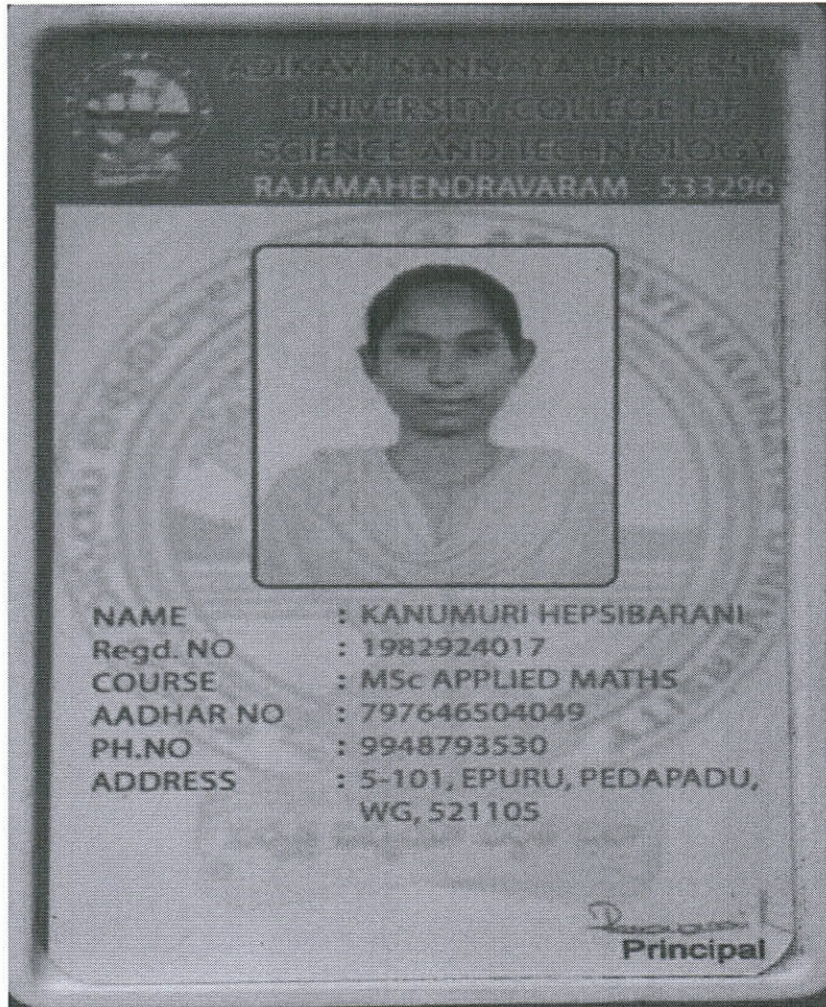 ADIKAVI NANNAYA UNIVERSI
UNIVERSITY COLLEGE OF
SCIENCE AND TECHNOLOGY
RAJAMAHENDRAVARAM : 533296
NAME : KANUMURI HEPSIBARANI
Regd. NO : 1982924017
COURSE : MSc APPLIED MATHS
AADHAR NO : 797646504049
PH.NO : 9948793530
ADDRESS : 5-101, EPURU, PEDAPADU,
WG, 521105
Principal